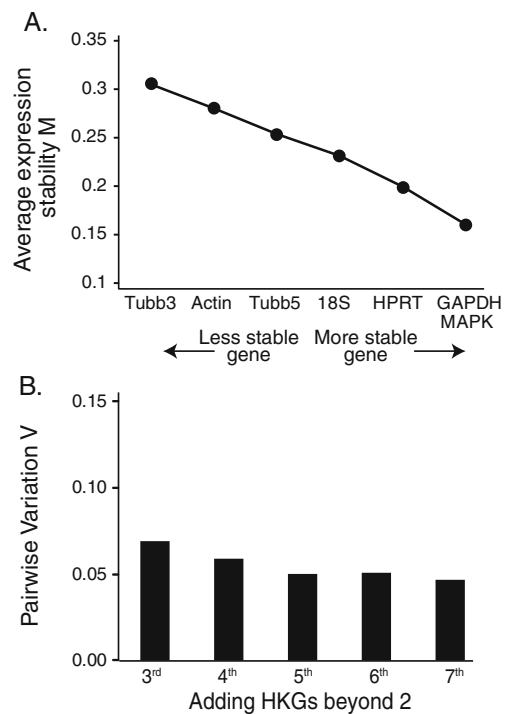 A.
Average expression
stability M
0.35
0.3
0.25
0.2
0.15
0.1
Tubb3 Actin Tubb5 18S HPRT GAPDH
MAPK
Less stable
gene
More stable
gene
B.
Pairwise Variation V
0.15
0.10
0.05
0.00
3rd 4th 5th 6th 7th
Adding HKGs beyond 2